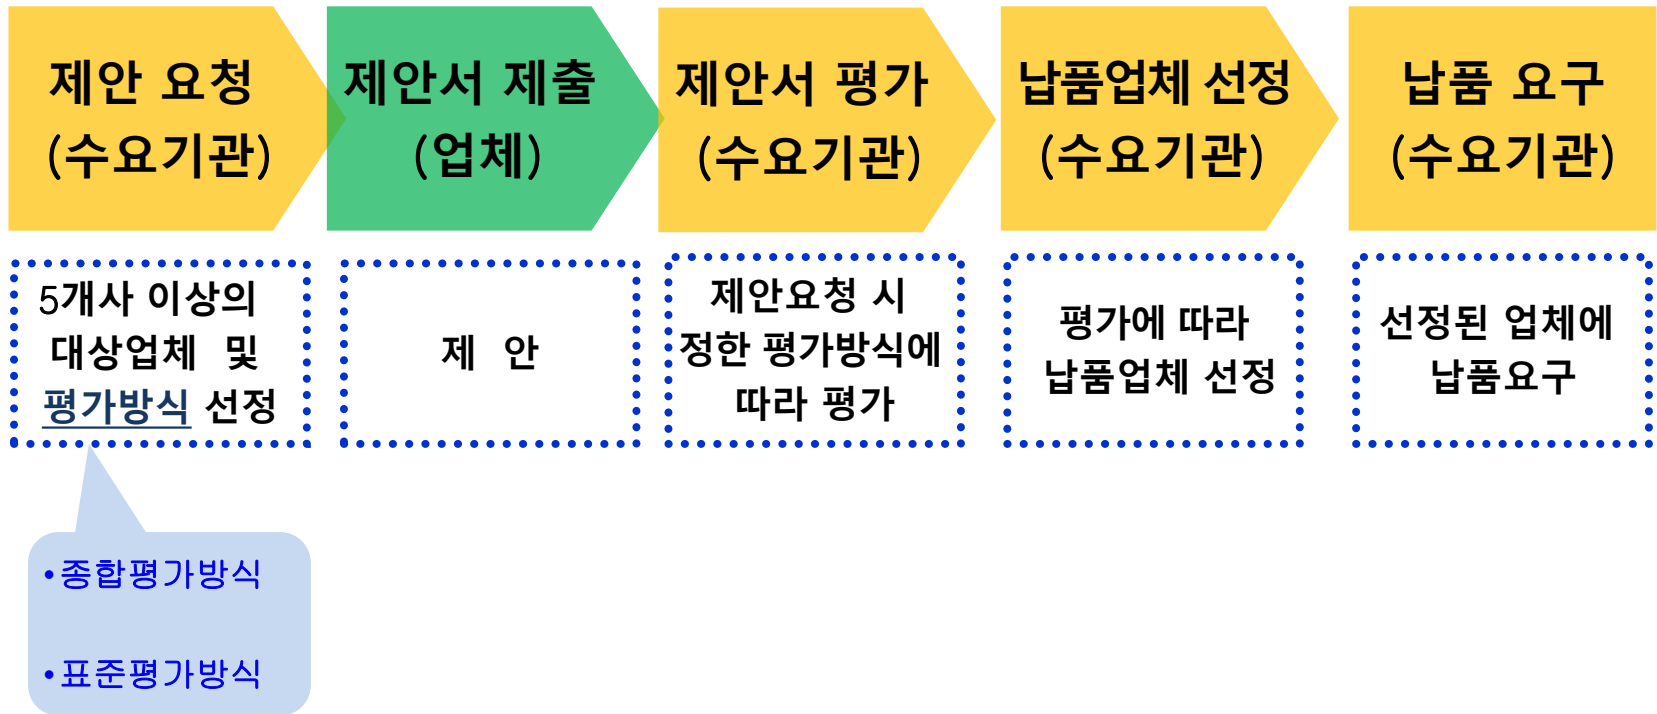 제안 요청
(수요기관)
제안서 제출
(업체)
제안서 평가
(수요기관)
납품업체 선정
(수요기관)
납품 요구
(수요기관)
5개사 이상의
대상업체 및
평가방식 선정
제 안
제안요청 시
정한 평가방식에
따라 평가
평가에 따라
납품업체 선정
선정된 업체에
납품요구
•종합평가방식
•표준평가방식